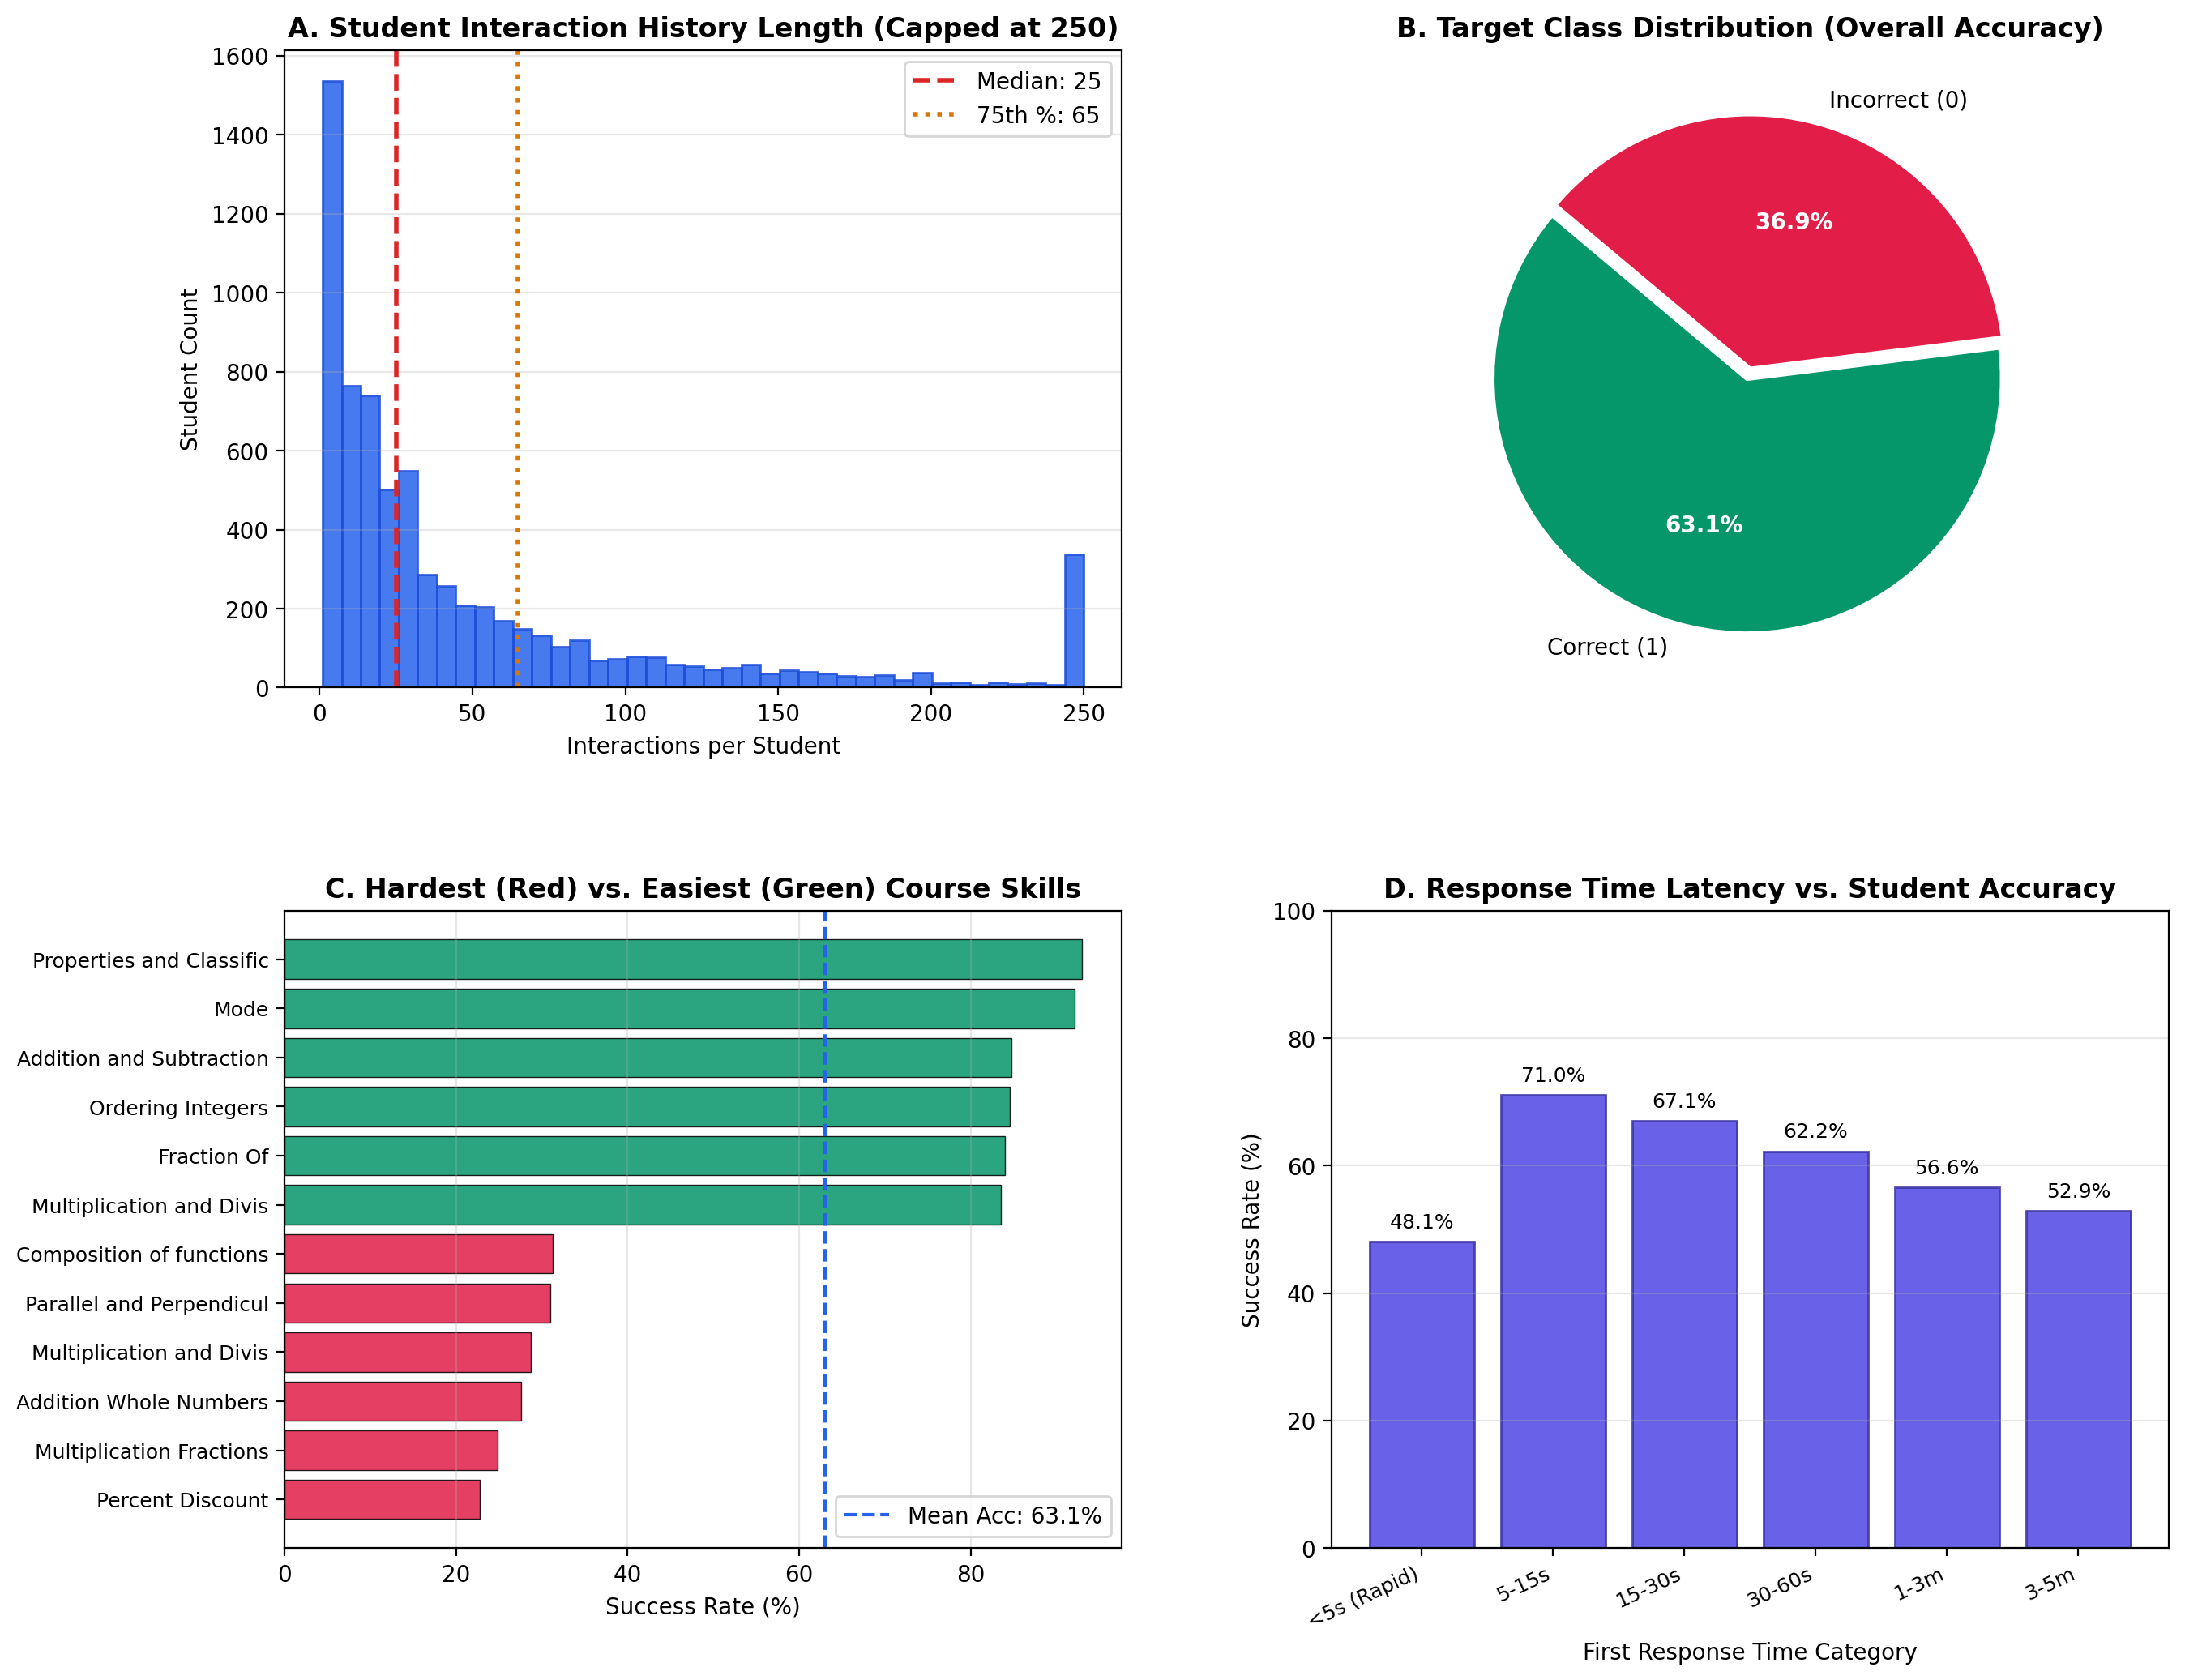 A. Student Interaction History Length (Capped at 250)
Student Count
1600
1400
1200
1000
800
600
400
200
0
Median: 25
75th %: 65
0 50 100 150 200 250
Interactions per Student
B. Target Class Distribution (Overall Accuracy)
Incorrect (0)
36.9%
63.1%
Correct (1)
C. Hardest (Red) vs. Easiest (Green) Course Skills
Properties and Classific
Mode
Addition and Subtraction
Ordering Integers
Fraction Of
Multiplication and Divis
Composition of functions
Parallel and Perpendicul
Multiplication and Divis
Addition Whole Numbers
Multiplication Fractions
Percent Discount
Mean Acc: 63.1%
0 20 40 60 80
Success Rate (%)
D. Response Time Latency vs. Student Accuracy
Success Rate (%)
100
80
60
40
20
0
48.1%
71.0%
67.1%
62.2%
56.6%
52.9%
<5s (Rapid)
5-15s
15-30s
30-60s
1-3m
3-5m
First Response Time Category